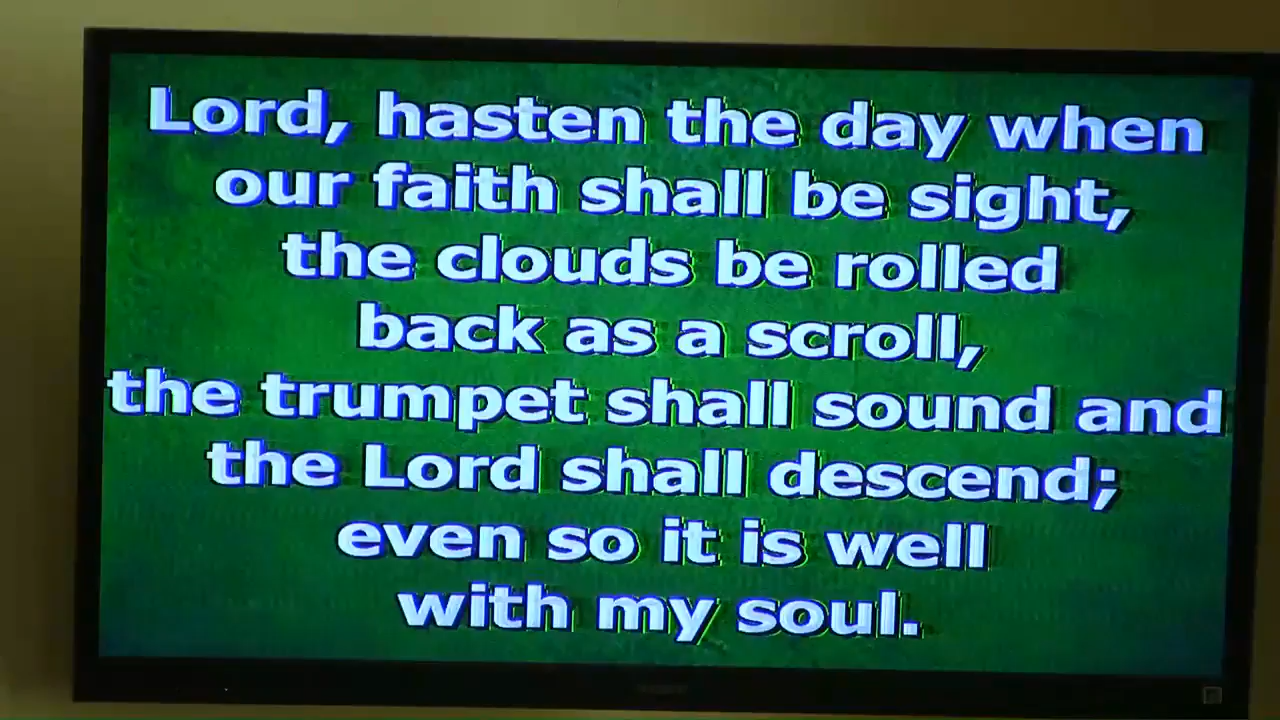 Lord, hasten the day when
our faith shall be sight,
the clouds be rolled
back as a scroll,
the trumpet shall sound and
the Lord shall descend;
even so it is well
with my soul.